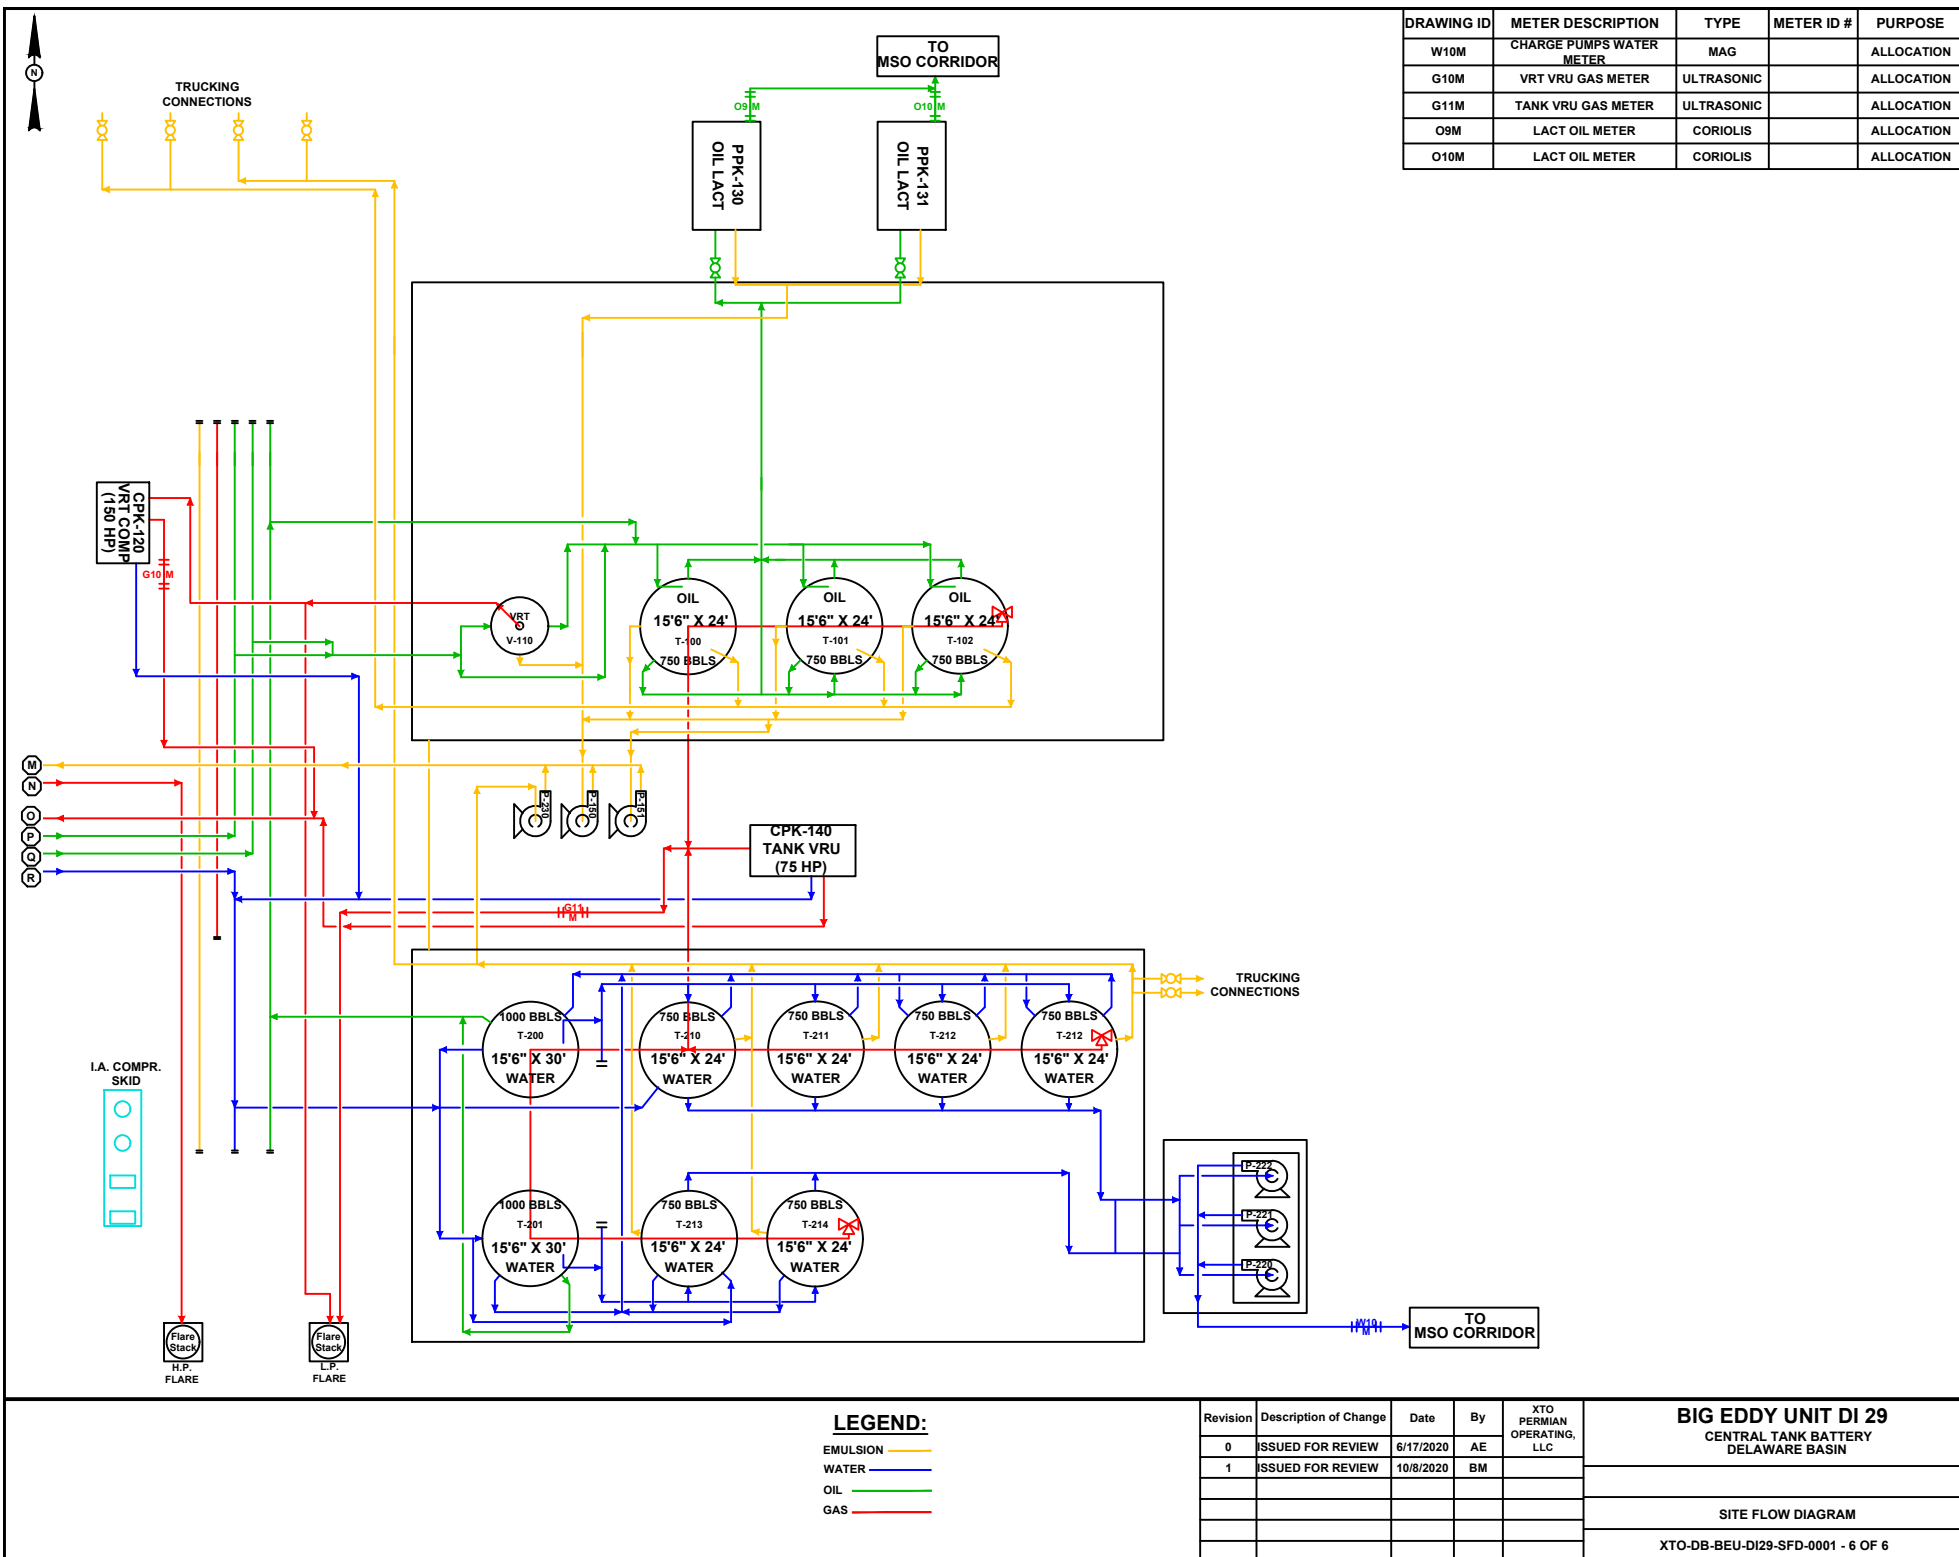 DRAWING ID METER DESCRIPTION TYPE METER ID # PURPOSE
W10M CHARGE PUMPS WATER METER MAG ALLOCATION
G10M VRT VRU GAS METER ULTRASONIC ALLOCATION
G11M TANK VRU GAS METER ULTRASONIC ALLOCATION
O9M LACT OIL METER CORIOLIS ALLOCATION
O10M LACT OIL METER CORIOLIS ALLOCATION
N
TRUCKING
CONNECTIONS
TO
MSO CORRIDOR
O9 M
O10 M
PPK-130
OIL LACT
PPK-131
OIL LACT
CPK-120
VRT COMP
(150 HP)
G10 M
VRT
V-110
OIL
15'6" X 24'
T-100
750 BBLS
OIL
15'6" X 24'
T-101
750 BBLS
OIL
15'6" X 24'
T-102
750 BBLS
M
N
O
P
Q
R
P-230
P-150
P-151
CPK-140
TANK VRU
(75 HP)
G11
M
TRUCKING
CONNECTIONS
1000 BBLS
T-200
15'6" X 30'
WATER
750 BBLS
T-210
15'6" X 24'
WATER
750 BBLS
T-211
15'6" X 24'
WATER
750 BBLS
T-212
15'6" X 24'
WATER
750 BBLS
T-212
15'6" X 24'
WATER
I.A. COMPR.
SKID
1000 BBLS
T-201
15'6" X 30'
WATER
750 BBLS
T-213
15'6" X 24'
WATER
750 BBLS
T-214
15'6" X 24'
WATER
P-222
P-221
P-220
W10
M
TO
MSO CORRIDOR
Flare
Stack
H.P.
FLARE
Flare
Stack
L.P.
FLARE
LEGEND:
EMULSION
WATER
OIL
GAS
Revision Description of Change Date By
0 ISSUED FOR REVIEW 6/17/2020 AE
1 ISSUED FOR REVIEW 10/8/2020 BM
XTO
PERMIAN
OPERATING,
LLC
BIG EDDY UNIT DI 29
CENTRAL TANK BATTERY
DELAWARE BASIN
SITE FLOW DIAGRAM
XTO-DB-BEU-DI29-SFD-0001 - 6 OF 6